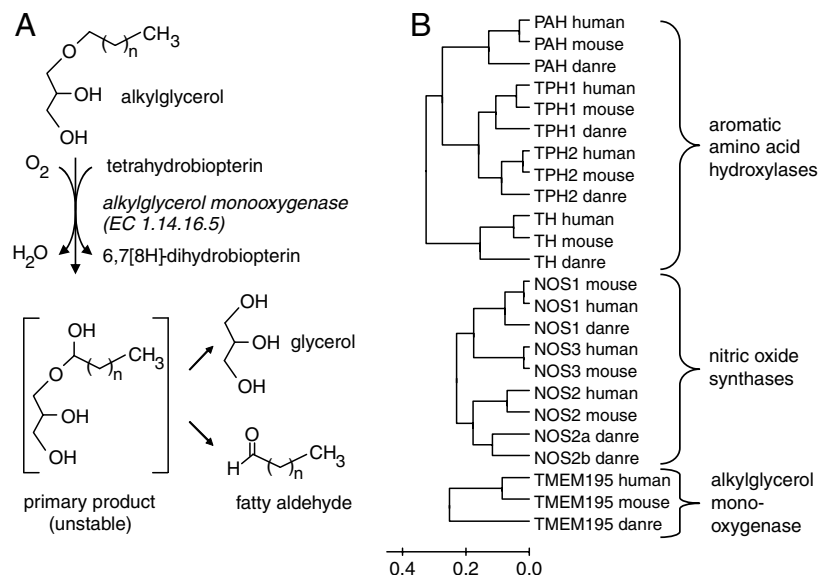 A
O
CH3
n
OH
OH
alkylglycerol
O2
tetrahydrobiopterin
alkylglycerol monooxygenase
(EC 1.14.16.5)
H2O
6,7[8H]-dihydrobiopterin
OH
CH3
n
O
OH
OH
primary product
(unstable)
OH
OH
OH
glycerol
O
H
CH3
n
fatty aldehyde
B
PAH human
PAH mouse
PAH danre
TPH1 human
TPH1 mouse
TPH1 danre
TPH2 human
TPH2 mouse
TPH2 danre
TH human
TH mouse
TH danre
aromatic
amino acid
hydroxylases
NOS1 mouse
NOS1 human
NOS1 danre
NOS3 human
NOS3 mouse
NOS2 human
NOS2 mouse
NOS2a danre
NOS2b danre
nitric oxide
synthases
TMEM195 human
TMEM195 mouse
TMEM195 danre
alkylglycerol
mono-
oxygenase
0.4 0.2 0.0